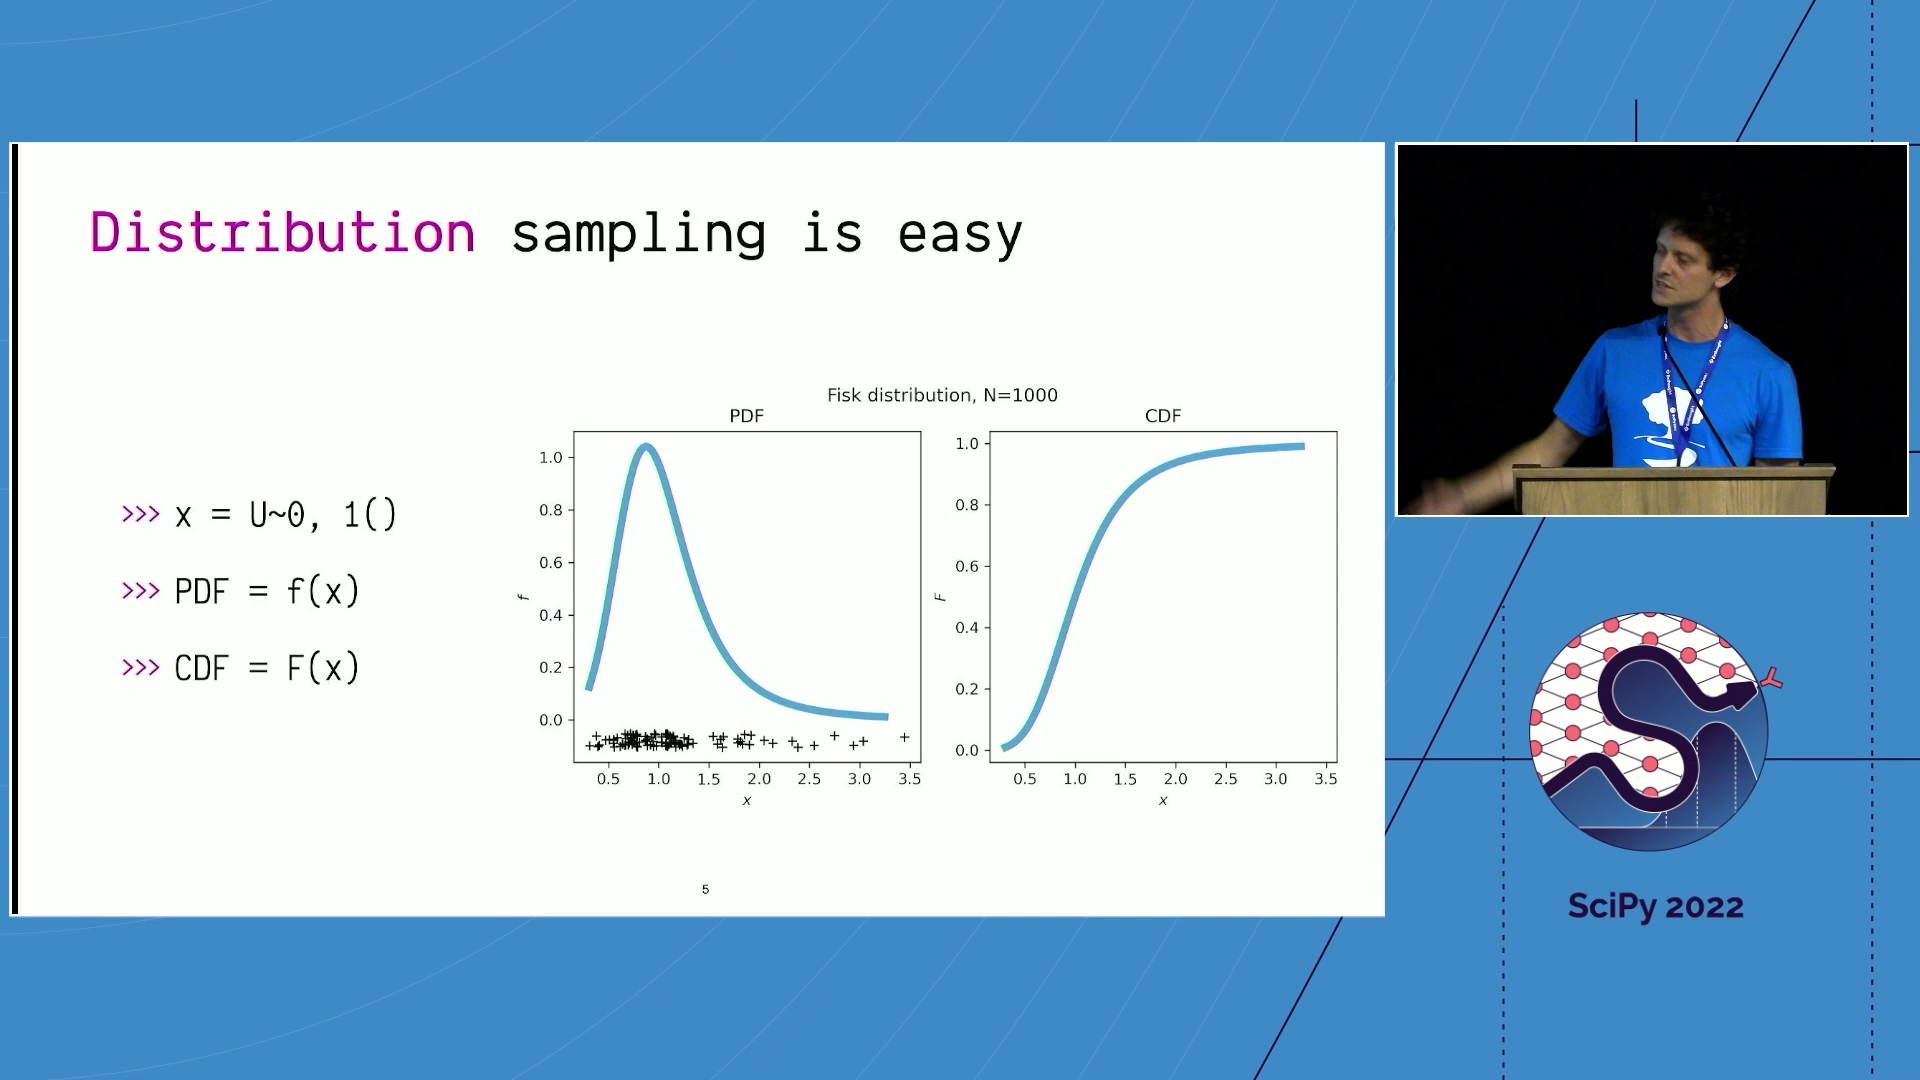 Distribution sampling is easy
>>> x = U~0, 1()
>>> PDF = f(x)
>>> CDF = F(x)
Fisk distribution, N=1000
PDF
1.0
0.8
0.6
0.4
0.2
0.0
f
0.5 1.0 1.5 2.0 2.5 3.0 3.5
x
CDF
1.0
0.8
0.6
0.4
0.2
0.0
F
0.5 1.0 1.5 2.0 2.5 3.0 3.5
x
5
SciPy 2022